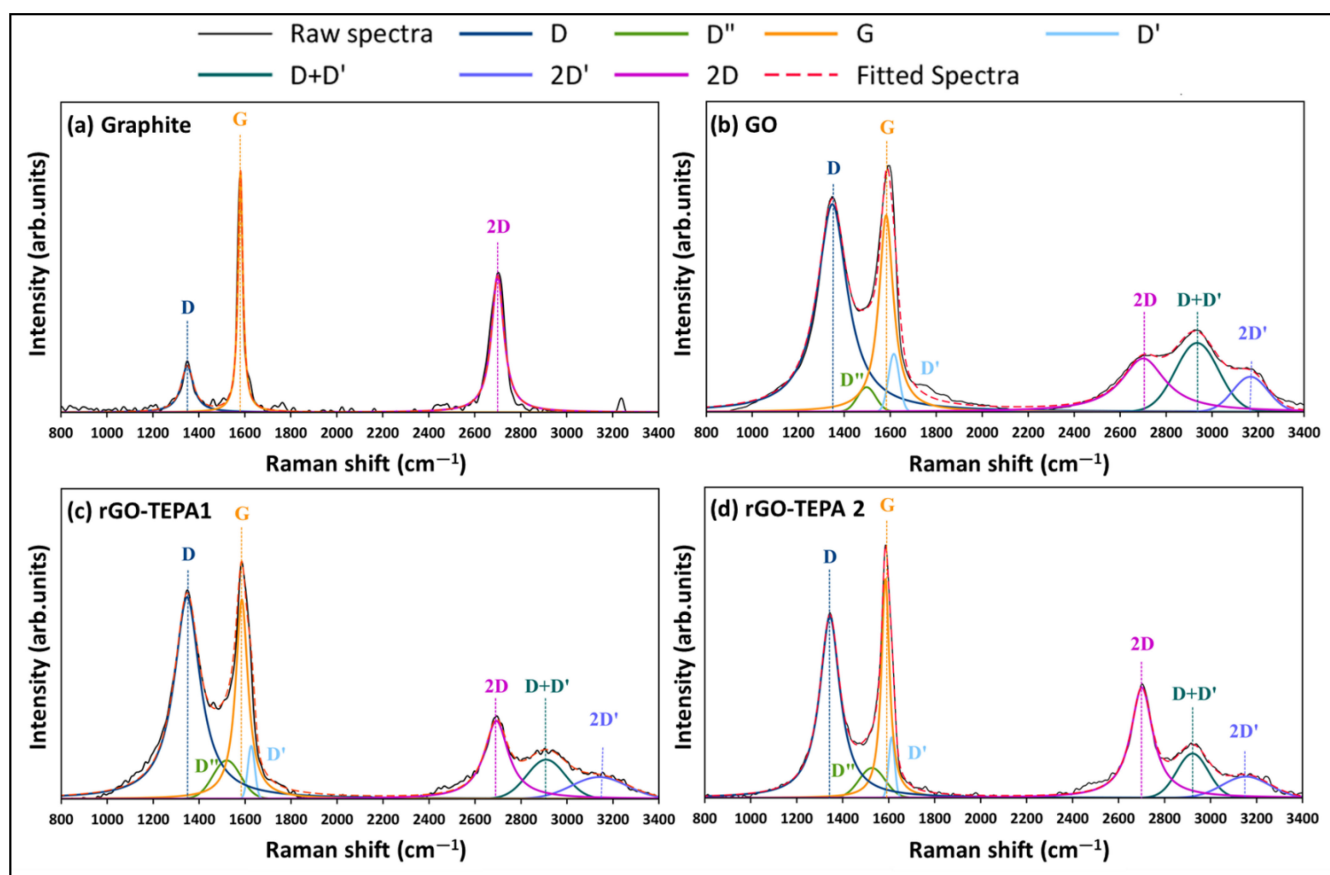 Raw spectra D D" G D'
D+D' 2D' 2D Fitted Spectra
(a) Graphite
G
D
2D
Intensity (arb.units)
800 1000 1200 1400 1600 1800 2000 2200 2400 2600 2800 3000 3200 3400
Raman shift (cm—1)
(b) GO
G
D
D"
D'
2D
D+D'
2D'
Intensity (arb.units)
800 1000 1200 1400 1600 1800 2000 2200 2400 2600 2800 3000 3200 3400
Raman shift (cm—1)
(c) rGO-TEPA1
G
D
D"
D'
2D
D+D'
2D'
Intensity (arb.units)
800 1000 1200 1400 1600 1800 2000 2200 2400 2600 2800 3000 3200 3400
Raman shift (cm—1)
(d) rGO-TEPA 2
G
D
D"
D'
2D
D+D'
2D'
Intensity (arb.units)
800 1000 1200 1400 1600 1800 2000 2200 2400 2600 2800 3000 3200 3400
Raman shift (cm—1)